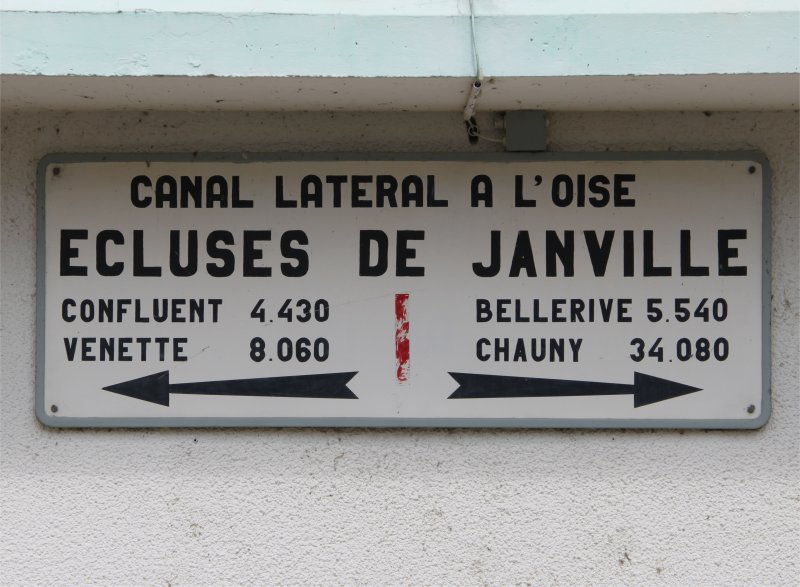 CANAL LATERAL A L'OISE
ECLUSES DE JANVILLE
CONFLUENT 4.430
VENETTE 8.060
BELLERIVE 5.540
CHAUNY 34.080